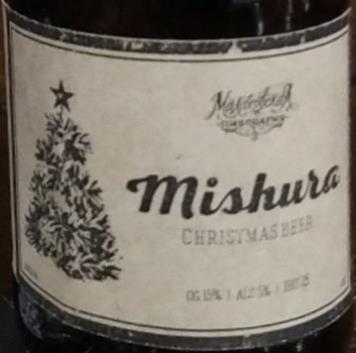 Mishura
CHRISTMAS BEER
OG 15% | ALC 5% | IBU 25